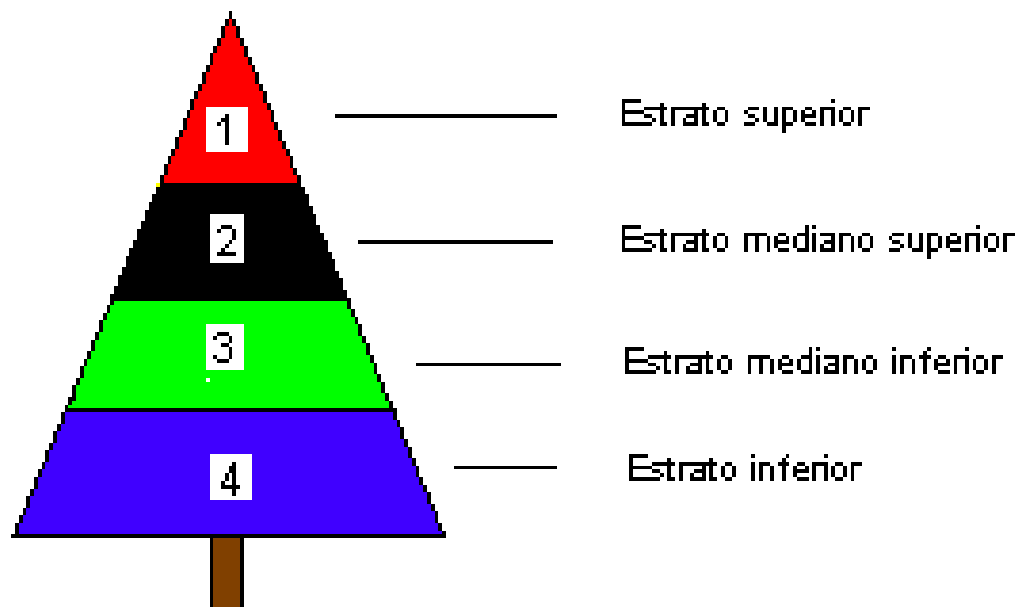 1 Estrato superior
2 Estrato mediano superior
3 Estrato mediano inferior
4 Estrato inferior